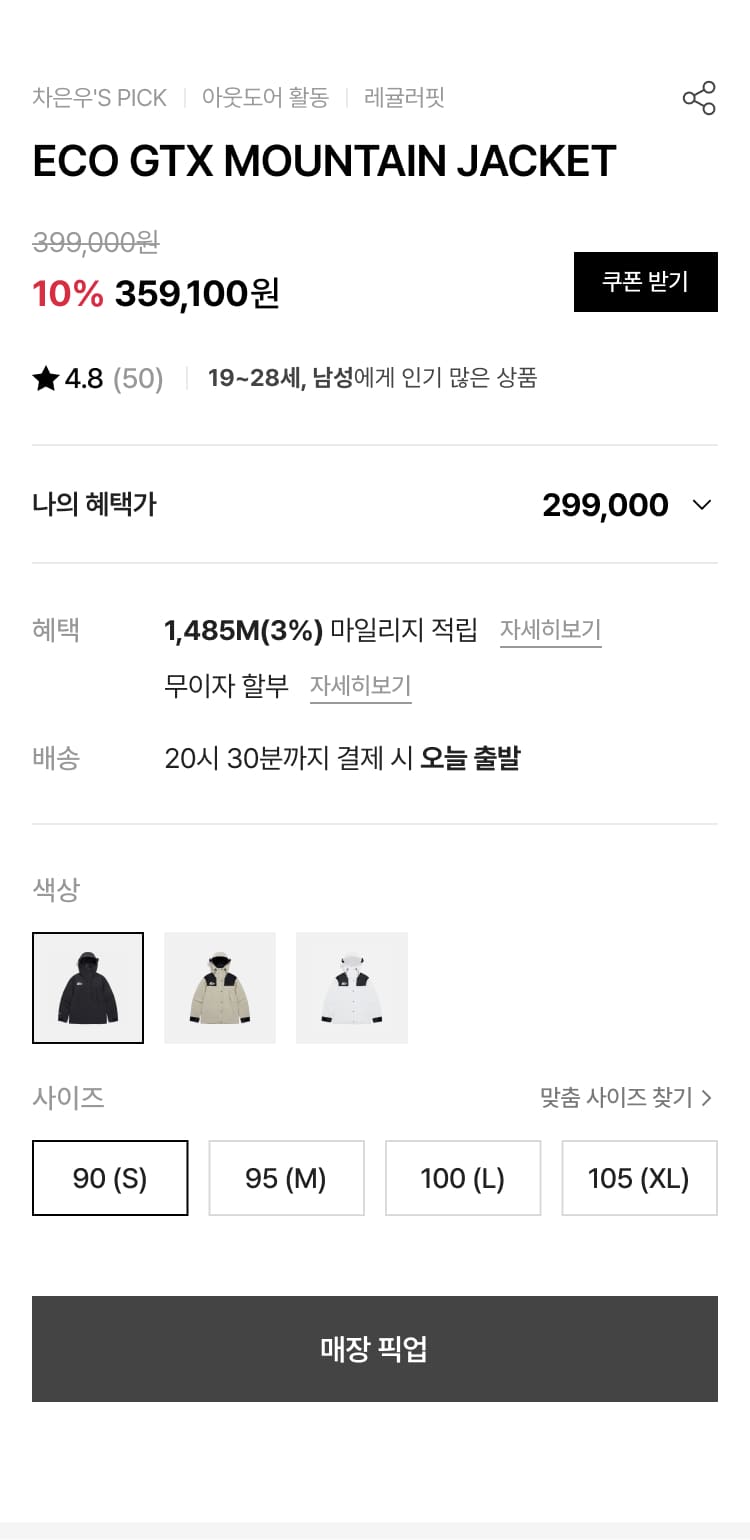 차은우'S PICK | 아웃도어 활동 | 레귤러핏
ECO GTX MOUNTAIN JACKET
399,000원
10% 359,100원
쿠폰 받기
★ 4.8 (50) | 19~28세, 남성에게 인기 많은 상품
나의 혜택가 299,000
혜택 1,485M(3%) 마일리지 적립 자세히보기
무이자 할부 자세히보기
배송 20시 30분까지 결제 시 오늘 출발
색상
사이즈 맞춤 사이즈 찾기 >
90 (S) 95 (M) 100 (L) 105 (XL)
매장 픽업